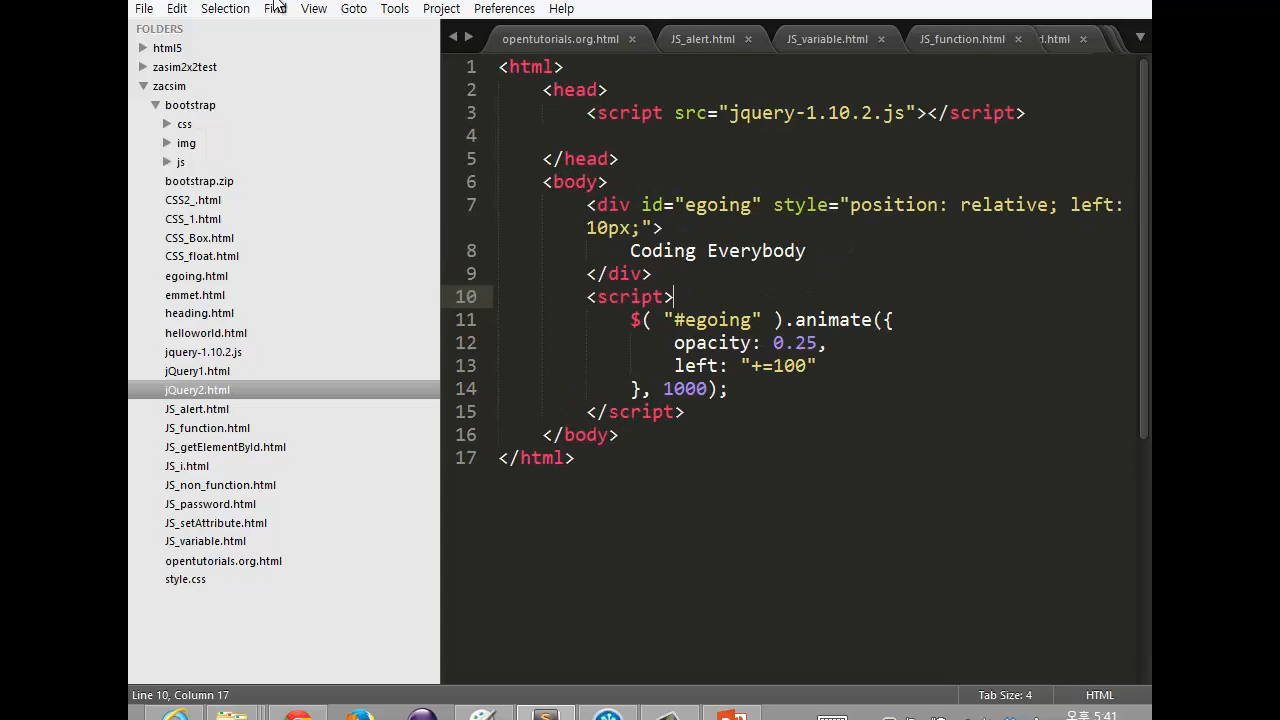 File Edit Selection Find View Goto Tools Project Preferences Help
FOLDERS
html5
zasim2x2test
zacsim
bootstrap
css
img
js
bootstrap.zip
CSS2_.html
CSS_1.html
CSS_Box.html
CSS_float.html
egoing.html
emmet.html
heading.html
helloworld.html
jquery-1.10.2.js
jQuery1.html
jQuery2.html
JS_alert.html
JS_function.html
JS_getElementById.html
JS_i.html
JS_non_function.html
JS_password.html
JS_setAttribute.html
JS_variable.html
opentutorials.org.html
style.css
opentutorials.org.html JS_alert.html JS_variable.html JS_function.html
1 <html>
2 <head>
3 <script src="jquery-1.10.2.js"></script>
4
5 </head>
6 <body>
7 <div id="egoing" style="position: relative; left:
10px;">
8 Coding Everybody
9 </div>
10 <script>
11 $( "#egoing" ).animate({
12 opacity: 0.25,
13 left: "+=100"
14 }, 1000);
15 </script>
16 </body>
17 </html>
Line 10, Column 17 Tab Size: 4 HTML
오후 5:41